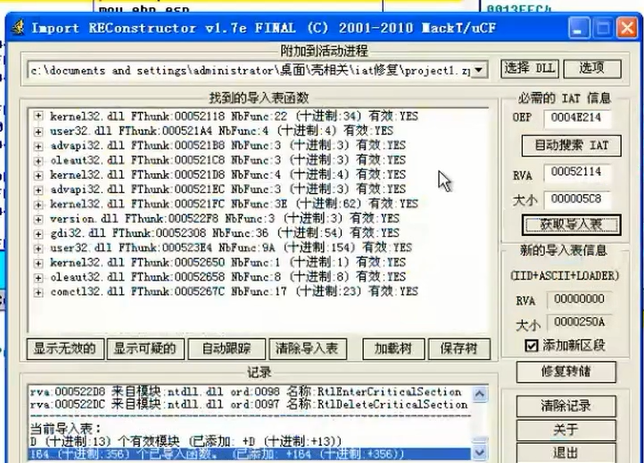 mov ebp,esp
0013FFC4
Import REConstructor v1.7e FINAL (C) 2001-2010 MackT/uCF
附加到活动进程
c:\documents and settings\administrator\桌面\亮相关\iat修复\project1.zj
选择 DLL
选项
找到的导入表函数
kernel32.dll FThunk:00052118 NbFunc:22 (十进制:34) 有效:YES
user32.dll FThunk:000521A4 NbFunc:4 (十进制:4) 有效:YES
advapi32.dll FThunk:000521B8 NbFunc:3 (十进制:3) 有效:YES
oleaut32.dll FThunk:000521C8 NbFunc:3 (十进制:3) 有效:YES
kernel32.dll FThunk:000521D8 NbFunc:4 (十进制:4) 有效:YES
advapi32.dll FThunk:000521EC NbFunc:3 (十进制:3) 有效:YES
kernel32.dll FThunk:000521FC NbFunc:3E (十进制:62) 有效:YES
version.dll FThunk:000522F8 NbFunc:3 (十进制:3) 有效:YES
gdi32.dll FThunk:00052308 NbFunc:36 (十进制:54) 有效:YES
user32.dll FThunk:000523E4 NbFunc:9A (十进制:154) 有效:YES
kernel32.dll FThunk:00052650 NbFunc:1 (十进制:1) 有效:YES
oleaut32.dll FThunk:00052658 NbFunc:8 (十进制:8) 有效:YES
comctl32.dll FThunk:0005267C NbFunc:17 (十进制:23) 有效:YES
显示无效的
显示可疑的
自动跟踪
清除导入表
加载树
保存树
必需的 IAT 信息
OEP 0004E214
自动搜索 IAT
RVA 00052114
大小 000005C8
获取导入表
新的导入表信息
(IID+ASCII+LOADER)
RVA 00000000
大小 0000250A
添加新区段
修复转储
记录
rva:000522D8 来自模块:ntdll.dll ord:0098 名称:RtlEnterCriticalSection
rva:000522DC 来自模块:ntdll.dll ord:0097 名称:RtlDeleteCriticalSection
当前导入表:
D (十进制:13) 个有效模块 (已添加: +D (十进制:+13))
164 (十进制:356) 个已导入函数。 (已添加: +164 (十进制:+356))
清除记录
关于
退出